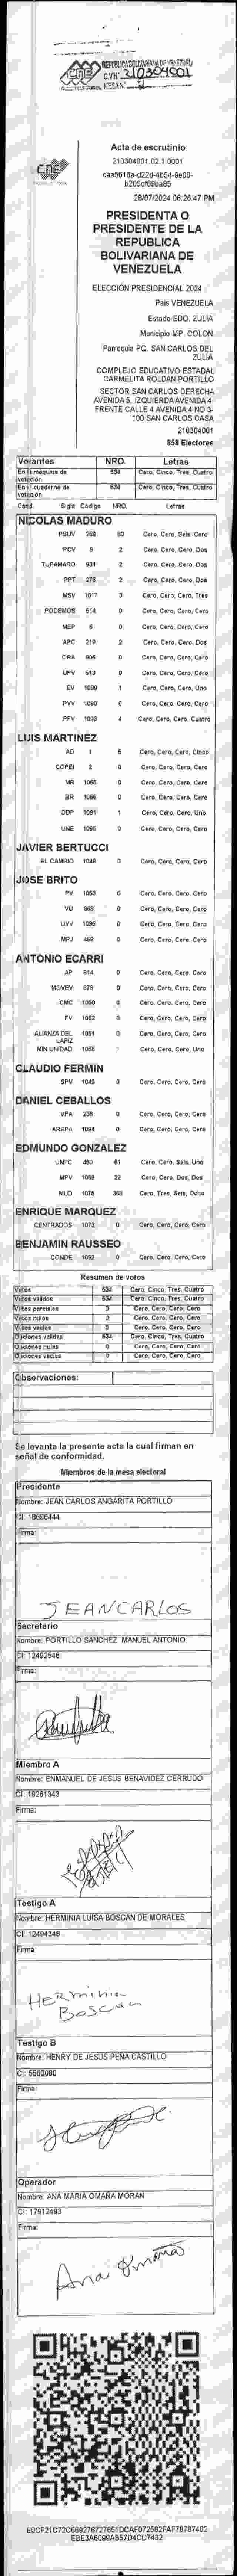 CNE
REPUBLICA BOLIVARIANA DE VENEZUELA
210304001
MESA N° 2
CNE
Acta de escrutinio
210304001.02.1.0001
28/07/2024 06:26:47 PM
PRESIDENTA O
PRESIDENTE DE LA
REPUBLICA
BOLIVARIANA DE
VENEZUELA
ELECCIÓN PRESIDENCIAL 2024
País VENEZUELA
Estado EDO. ZULIA
Municipio MP. COLON
Parroquia PQ. SAN CARLOS DEL
ZULIA
COMPLEJO EDUCATIVO ESTADAL
CARMELITA ROLDAN PORTILLO
SECTOR SAN CARLOS DERECHA
AVENIDA 5. IZQUIERDA AVENIDA 4
FRENTE CALLE 4 AVENIDA 4 NO 3-
100 SAN CARLOS CASA
210304001
858 Electores
Votantes NRO. Letras
En la máquina de votación 534 Cero, Cinco, Tres, Cuatro
En el cuaderno de votación 534 Cero, Cinco, Tres, Cuatro
Cand. Sigla Código NRO. Letras
NICOLAS MADURO
PSUV 269 60 Cero, Cero, Seis, Cero
PCV 9 2 Cero, Cero, Cero, Dos
TUPAMARO 931 2 Cero, Cero, Cero, Dos
PPT 276 2 Cero, Cero, Cero, Dos
MSV 1017 3 Cero, Cero, Cero, Tres
PODEMOS 514 0 Cero, Cero, Cero, Cero
MEP 6 0 Cero, Cero, Cero, Cero
APC 219 2 Cero, Cero, Cero, Dos
ORA 906 0 Cero, Cero, Cero, Cero
UPV 613 0 Cero, Cero, Cero, Cero
EV 1089 1 Cero, Cero, Cero, Uno
PVV 1090 0 Cero, Cero, Cero, Cero
PFV 1093 4 Cero, Cero, Cero, Cuatro
LUIS MARTINEZ
AD 1 5 Cero, Cero, Cero, Cinco
COPEI 2 0 Cero, Cero, Cero, Cero
MR 1065 0 Cero, Cero, Cero, Cero
BR 1066 0 Cero, Cero, Cero, Cero
DDP 1091 1 Cero, Cero, Cero, Uno
UNE 1095 0 Cero, Cero, Cero, Cero
JAVIER BERTUCCI
EL CAMBIO 1048 0 Cero, Cero, Cero, Cero
JOSE BRITO
PV 1053 0 Cero, Cero, Cero, Cero
VU 868 0 Cero, Cero, Cero, Cero
UVV 1096 0 Cero, Cero, Cero, Cero
MPJ 458 0 Cero, Cero, Cero, Cero
ANTONIO ECARRI
AP 814 0 Cero, Cero, Cero, Cero
MOVEV 878 0 Cero, Cero, Cero, Cero
CMC 1050 0 Cero, Cero, Cero, Cero
FV 1062 0 Cero, Cero, Cero, Cero
ALIANZA DEL LAPIZ 1051 0 Cero, Cero, Cero, Cero
MIN UNIDAD 1068 1 Cero, Cero, Cero, Uno
CLAUDIO FERMIN
SPV 1049 0 Cero, Cero, Cero, Cero
DANIEL CEBALLOS
VPA 238 0 Cero, Cero, Cero, Cero
AREPA 1094 0 Cero, Cero, Cero, Cero
EDMUNDO GONZALEZ
UNTC 450 61 Cero, Cero, Seis, Uno
MPV 1069 22 Cero, Cero, Dos, Dos
MUD 1075 368 Cero, Tres, Seis, Ocho
ENRIQUE MARQUEZ
CENTRADOS 1073 0 Cero, Cero, Cero, Cero
BENJAMIN RAUSSEO
CONDE 1092 0 Cero, Cero, Cero, Cero
Resumen de votos
Votos 534 Cero, Cinco, Tres, Cuatro
Votos validos 534 Cero, Cinco, Tres, Cuatro
Votos parciales 0 Cero, Cero, Cero, Cero
Votos nulos 0 Cero, Cero, Cero, Cero
Votos vacios 0 Cero, Cero, Cero, Cero
Opciones validas 534 Cero, Cinco, Tres, Cuatro
Opciones nulas 0 Cero, Cero, Cero, Cero
Opciones vacias 0 Cero, Cero, Cero, Cero
Observaciones:
Se levanta la presente acta la cual firman en
señal de conformidad.
Miembros de la mesa electoral
Presidente
Nombre: JEAN CARLOS ANGARITA PORTILLO
CI: 18696444
Firma:
JEANCARLOS
Secretario
Nombre: PORTILLO SANCHEZ MANUEL ANTONIO
CI: 12492546
Firma:
Miembro A
Nombre: ENMANUEL DE JESUS BENAVIDEZ CERRUDO
CI: 19261343
Firma:
Testigo A
Nombre: HERMINIA LUISA BOSCAN DE MORALES
CI: 12494348
Firma:
HERminia
Boscan
Testigo B
Nombre: HENRY DE JESUS PEÑA CASTILLO
CI: 5560080
Firma:
Operador
Nombre: ANA MARIA OMAÑA MORAN
CI: 17912493
Firma:
Ana Omaña